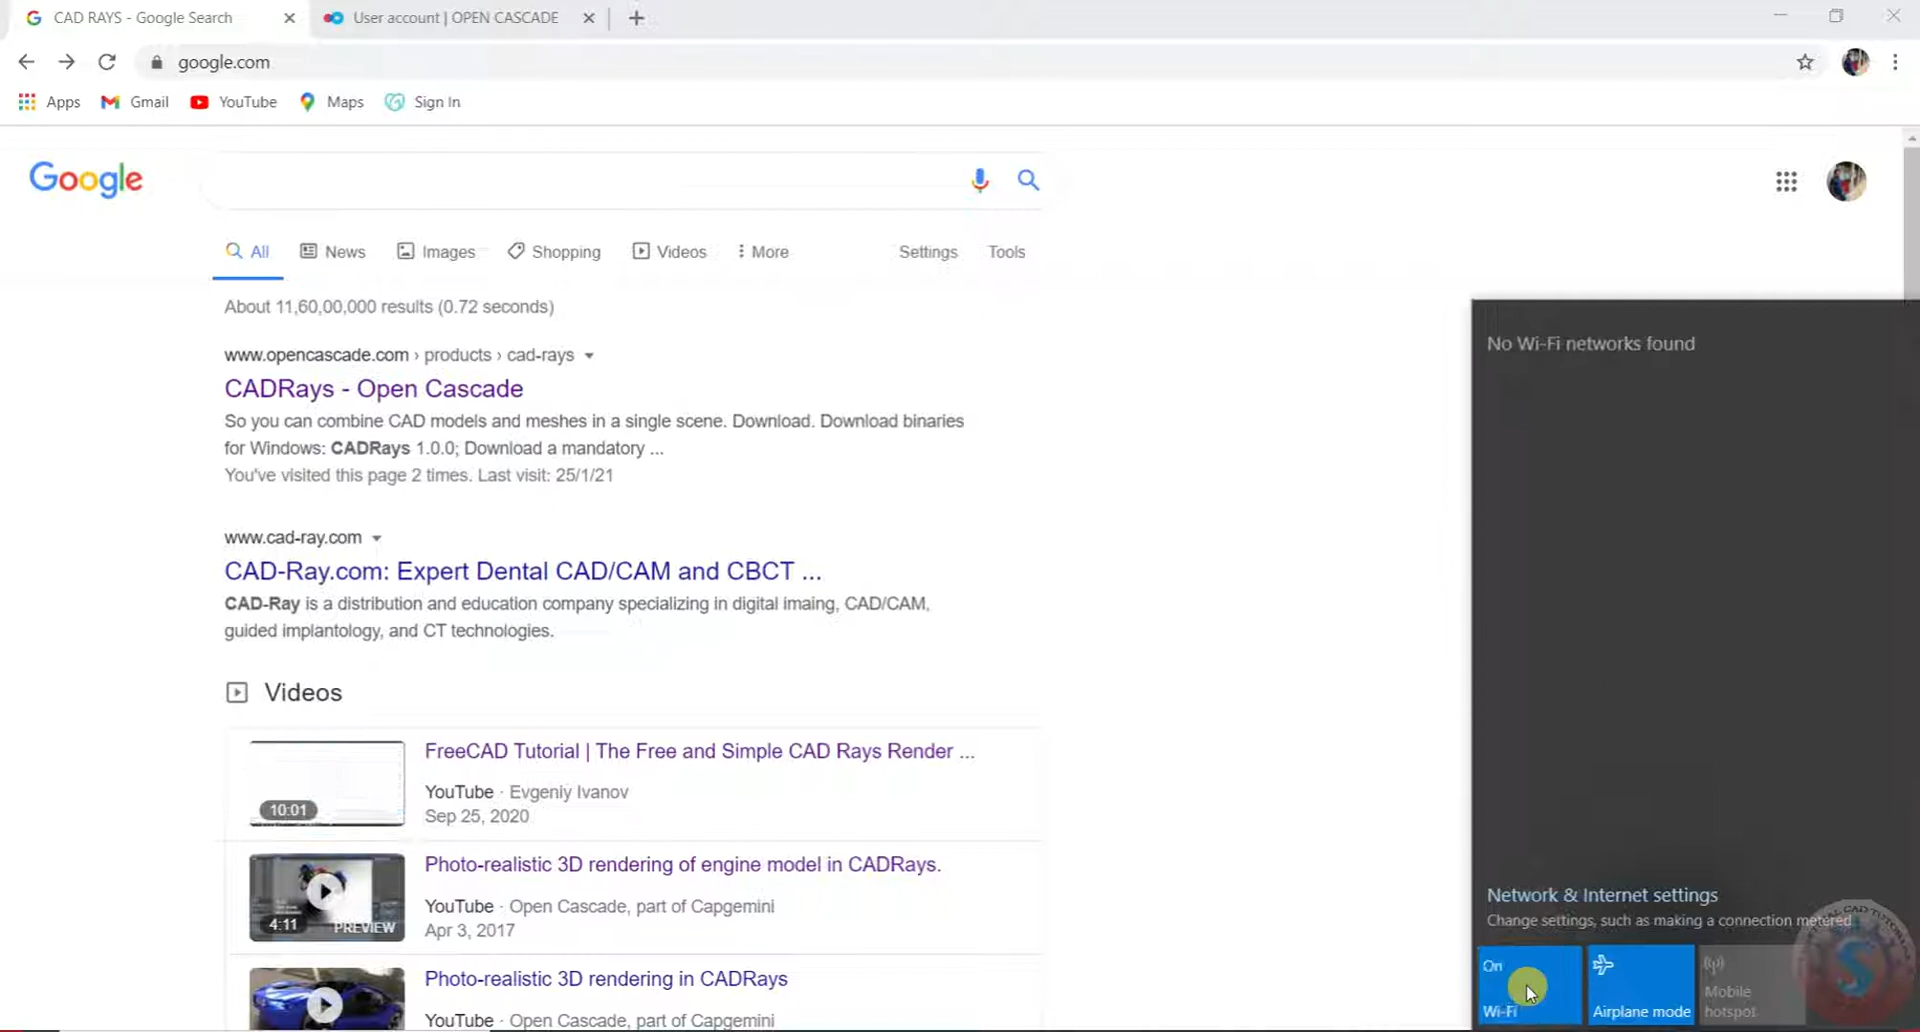 CAD RAYS - Google Search
User account | OPEN CASCADE
google.com
Apps
Gmail
YouTube
Maps
Sign In
Google
All
News
Images
Shopping
Videos
More
Settings
Tools
About 11,60,00,000 results (0.72 seconds)
www.opencascade.com › products › cad-rays
CADRays - Open Cascade
So you can combine CAD models and meshes in a single scene. Download. Download binaries
for Windows: CADRays 1.0.0; Download a mandatory ...
You've visited this page 2 times. Last visit: 25/1/21
www.cad-ray.com
CAD-Ray.com: Expert Dental CAD/CAM and CBCT ...
CAD-Ray is a distribution and education company specializing in digital imaing, CAD/CAM,
guided implantology, and CT technologies.
Videos
FreeCAD Tutorial | The Free and Simple CAD Rays Render ...
10:01
YouTube · Evgeniy Ivanov
Sep 25, 2020
Photo-realistic 3D rendering of engine model in CADRays.
4:11
PREVIEW
YouTube · Open Cascade, part of Capgemini
Apr 3, 2017
Photo-realistic 3D rendering in CADRays
YouTube · Open Cascade, part of Capgemini
No Wi-Fi networks found
Network & Internet settings
Change settings, such as making a connection metered
On
Wi-Fi
Airplane mode
Mobile
hotspot